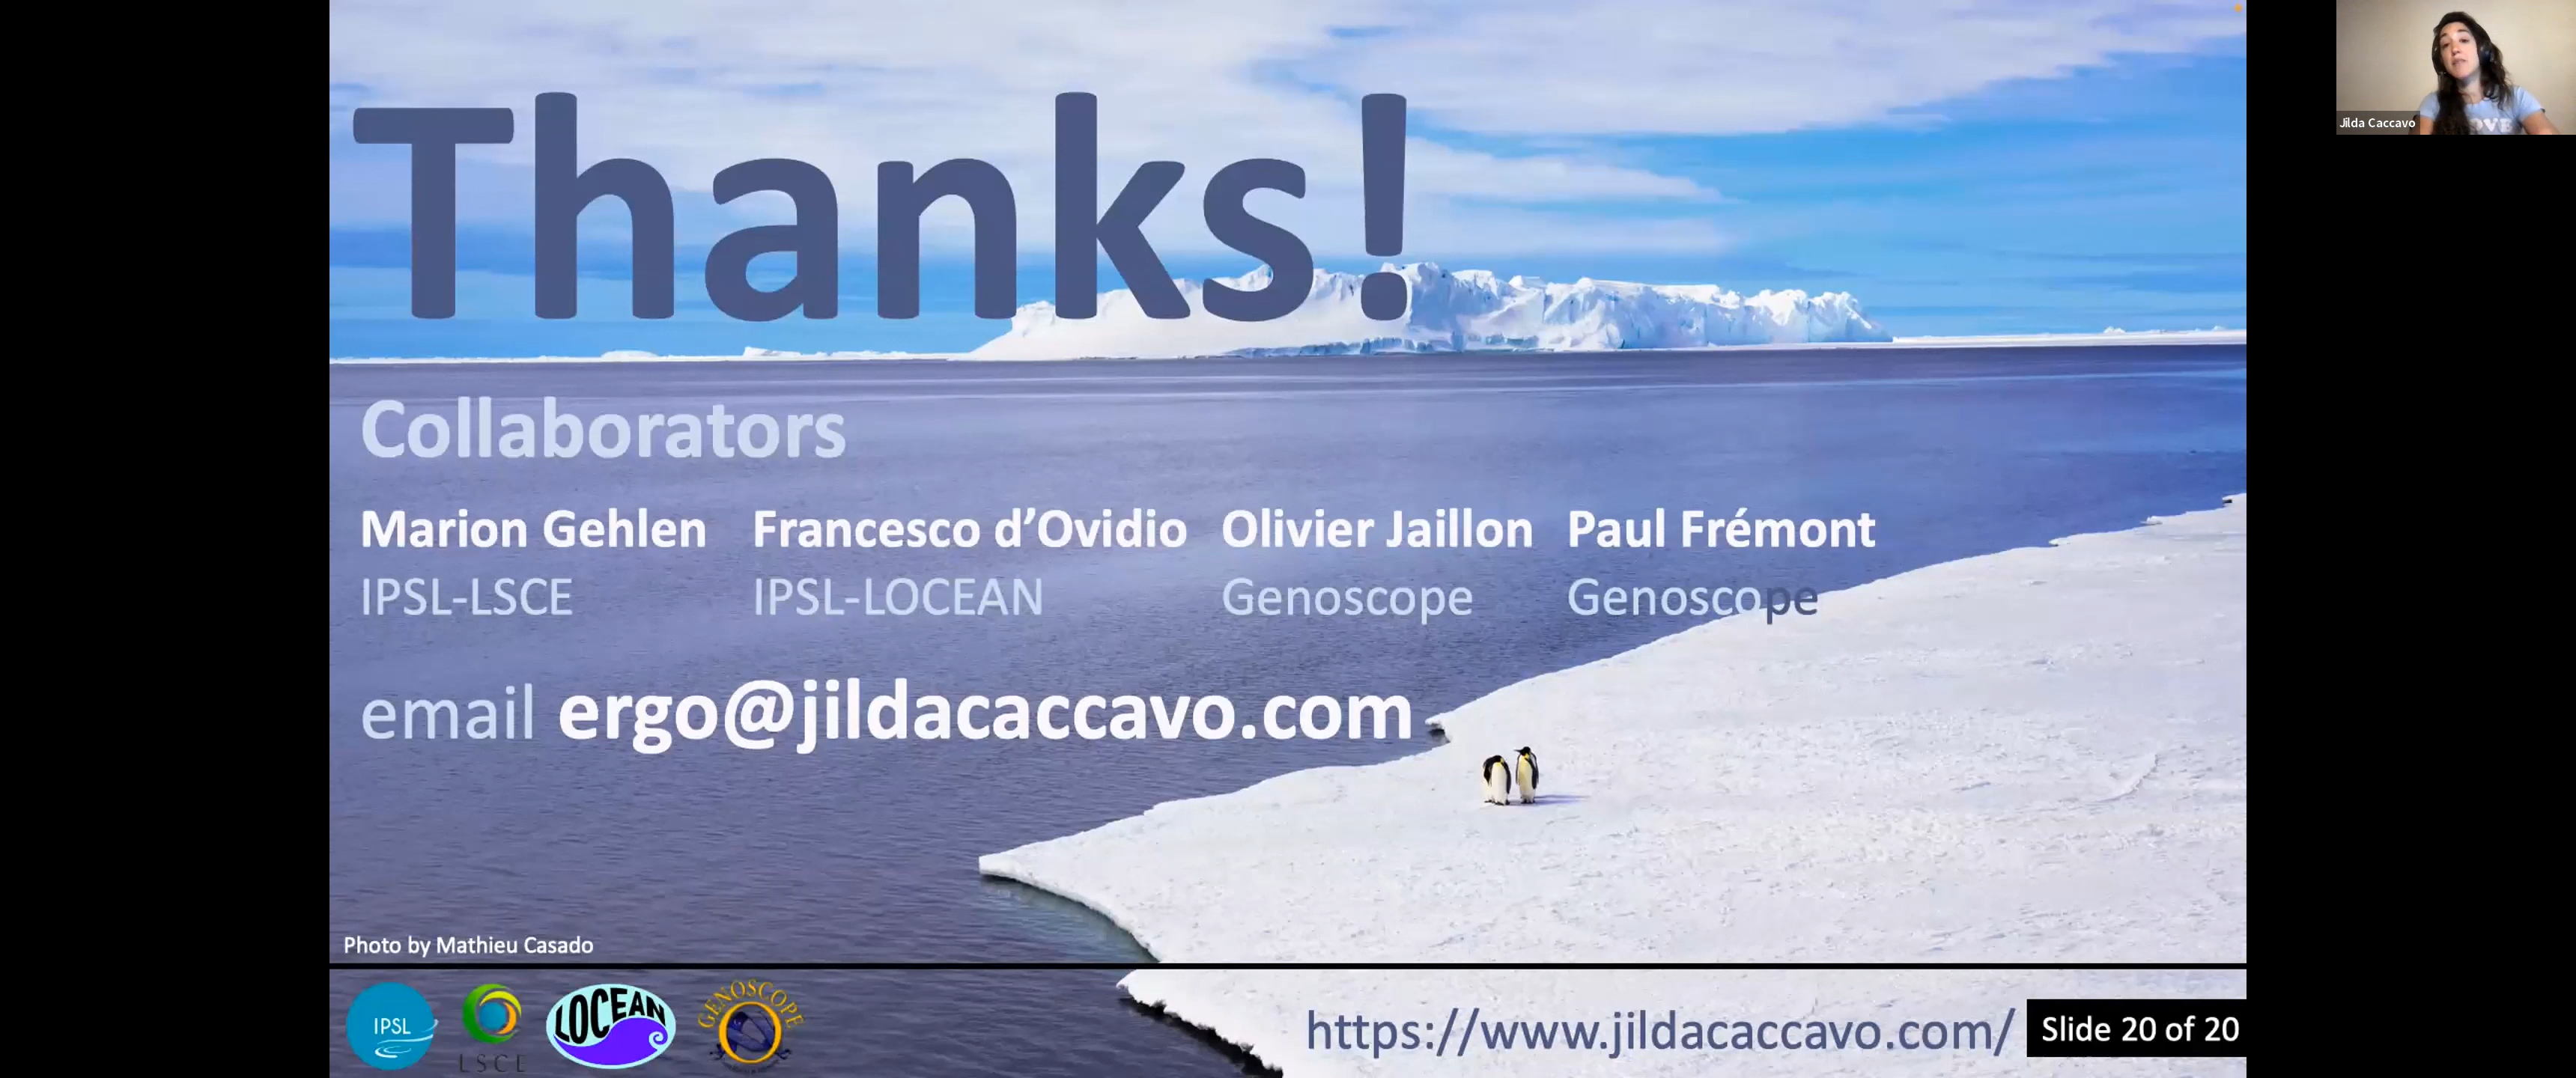 Thanks!
Collaborators
Marion Gehlen Francesco d’Ovidio Olivier Jaillon Paul Frémont
IPSL-LSCE IPSL-LOCEAN Genoscope Genoscope
email ergo@jildacaccavo.com
Photo by Mathieu Casado
IPSL
LSCE
LOCEAN
GENOSCOPE
https://www.jildacaccavo.com/
Slide 20 of 20
Jilda Caccavo